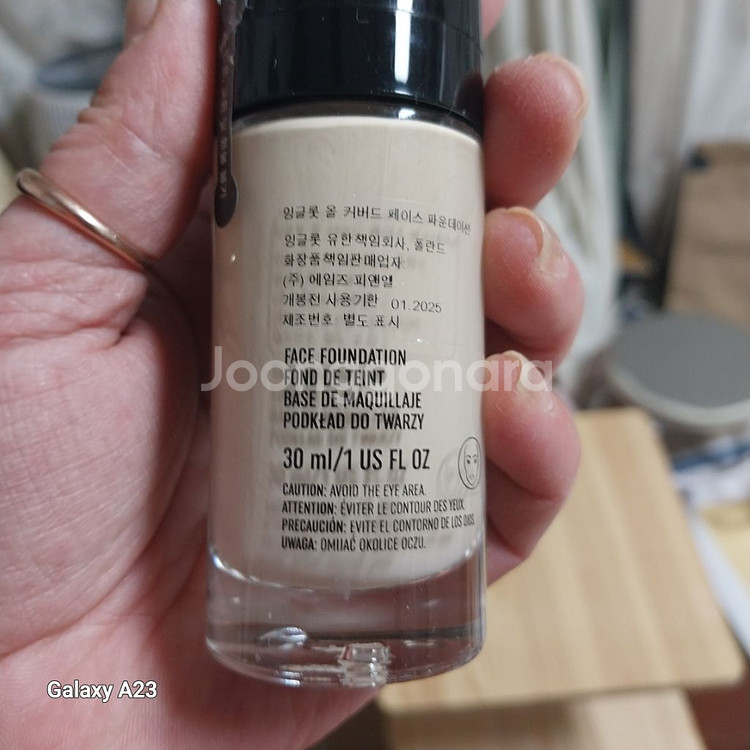 잉글롯 올 커버드 페이스 파운데이션
잉글롯 유한책임회사, 폴란드
화장품책임판매업자:
(주) 에임즈 피앤엘
개봉전 사용기한 01.2025
제조번호: 별도 표시
FACE FOUNDATION
FOND DE TEINT
BASE DE MAQUILLAJE
PODKŁAD DO TWARZY
30 ml/1 US FL OZ
CAUTION: AVOID THE EYE AREA.
ATTENTION: ÉVITER LE CONTOUR DES YEUX.
PRECAUCIÓN: EVITE EL CONTORNO DE LOS OJOS.
UWAGA: OMIJAĆ OKOLICE OCZU.
Joonggonara
Galaxy A23